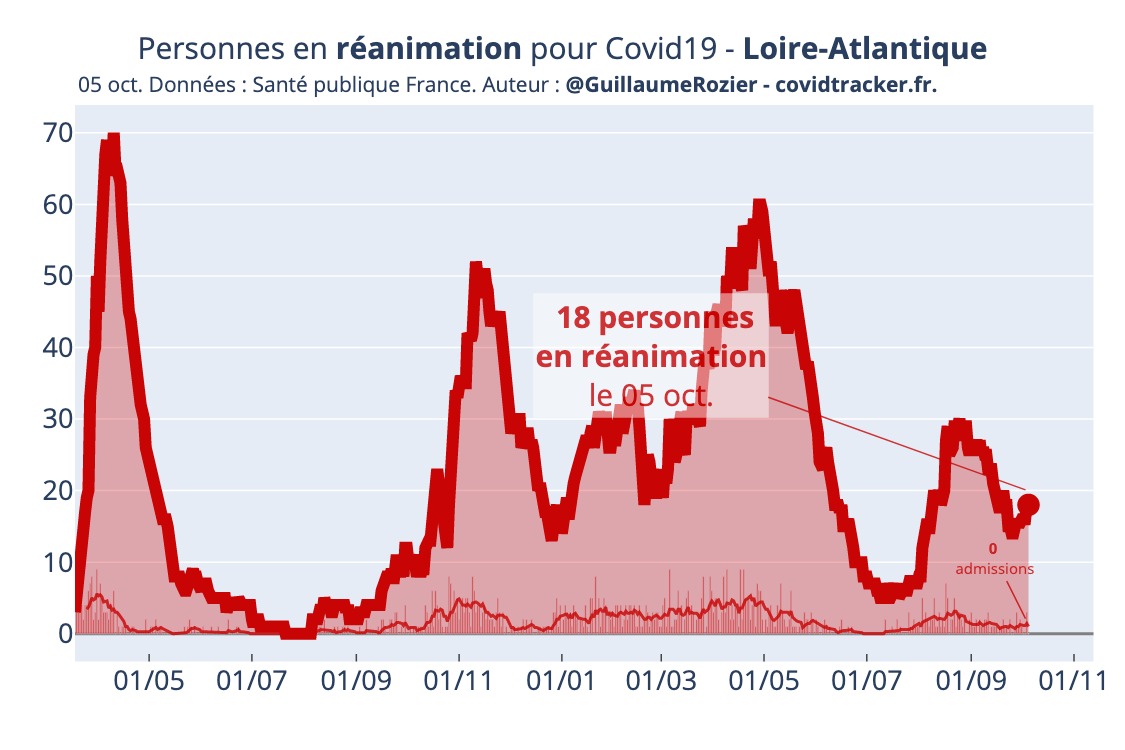 Personnes en réanimation pour Covid19 - Loire-Atlantique
05 oct. Données : Santé publique France. Auteur : @GuillaumeRozier - covidtracker.fr.
70
60
50
40
30
20
10
0
18 personnes
en réanimation
le 05 oct.
0
admissions
01/05 01/07 01/09 01/11 01/01 01/03 01/05 01/07 01/09 01/11